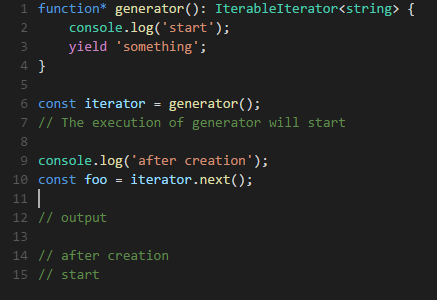 1 function* generator(): IterableIterator<string> {
2     console.log('start');
3     yield 'something';
4 }
5
6 const iterator = generator();
7 // The execution of generator will start
8
9 console.log('after creation');
10 const foo = iterator.next();
11
12 // output
13
14 // after creation
15 // start